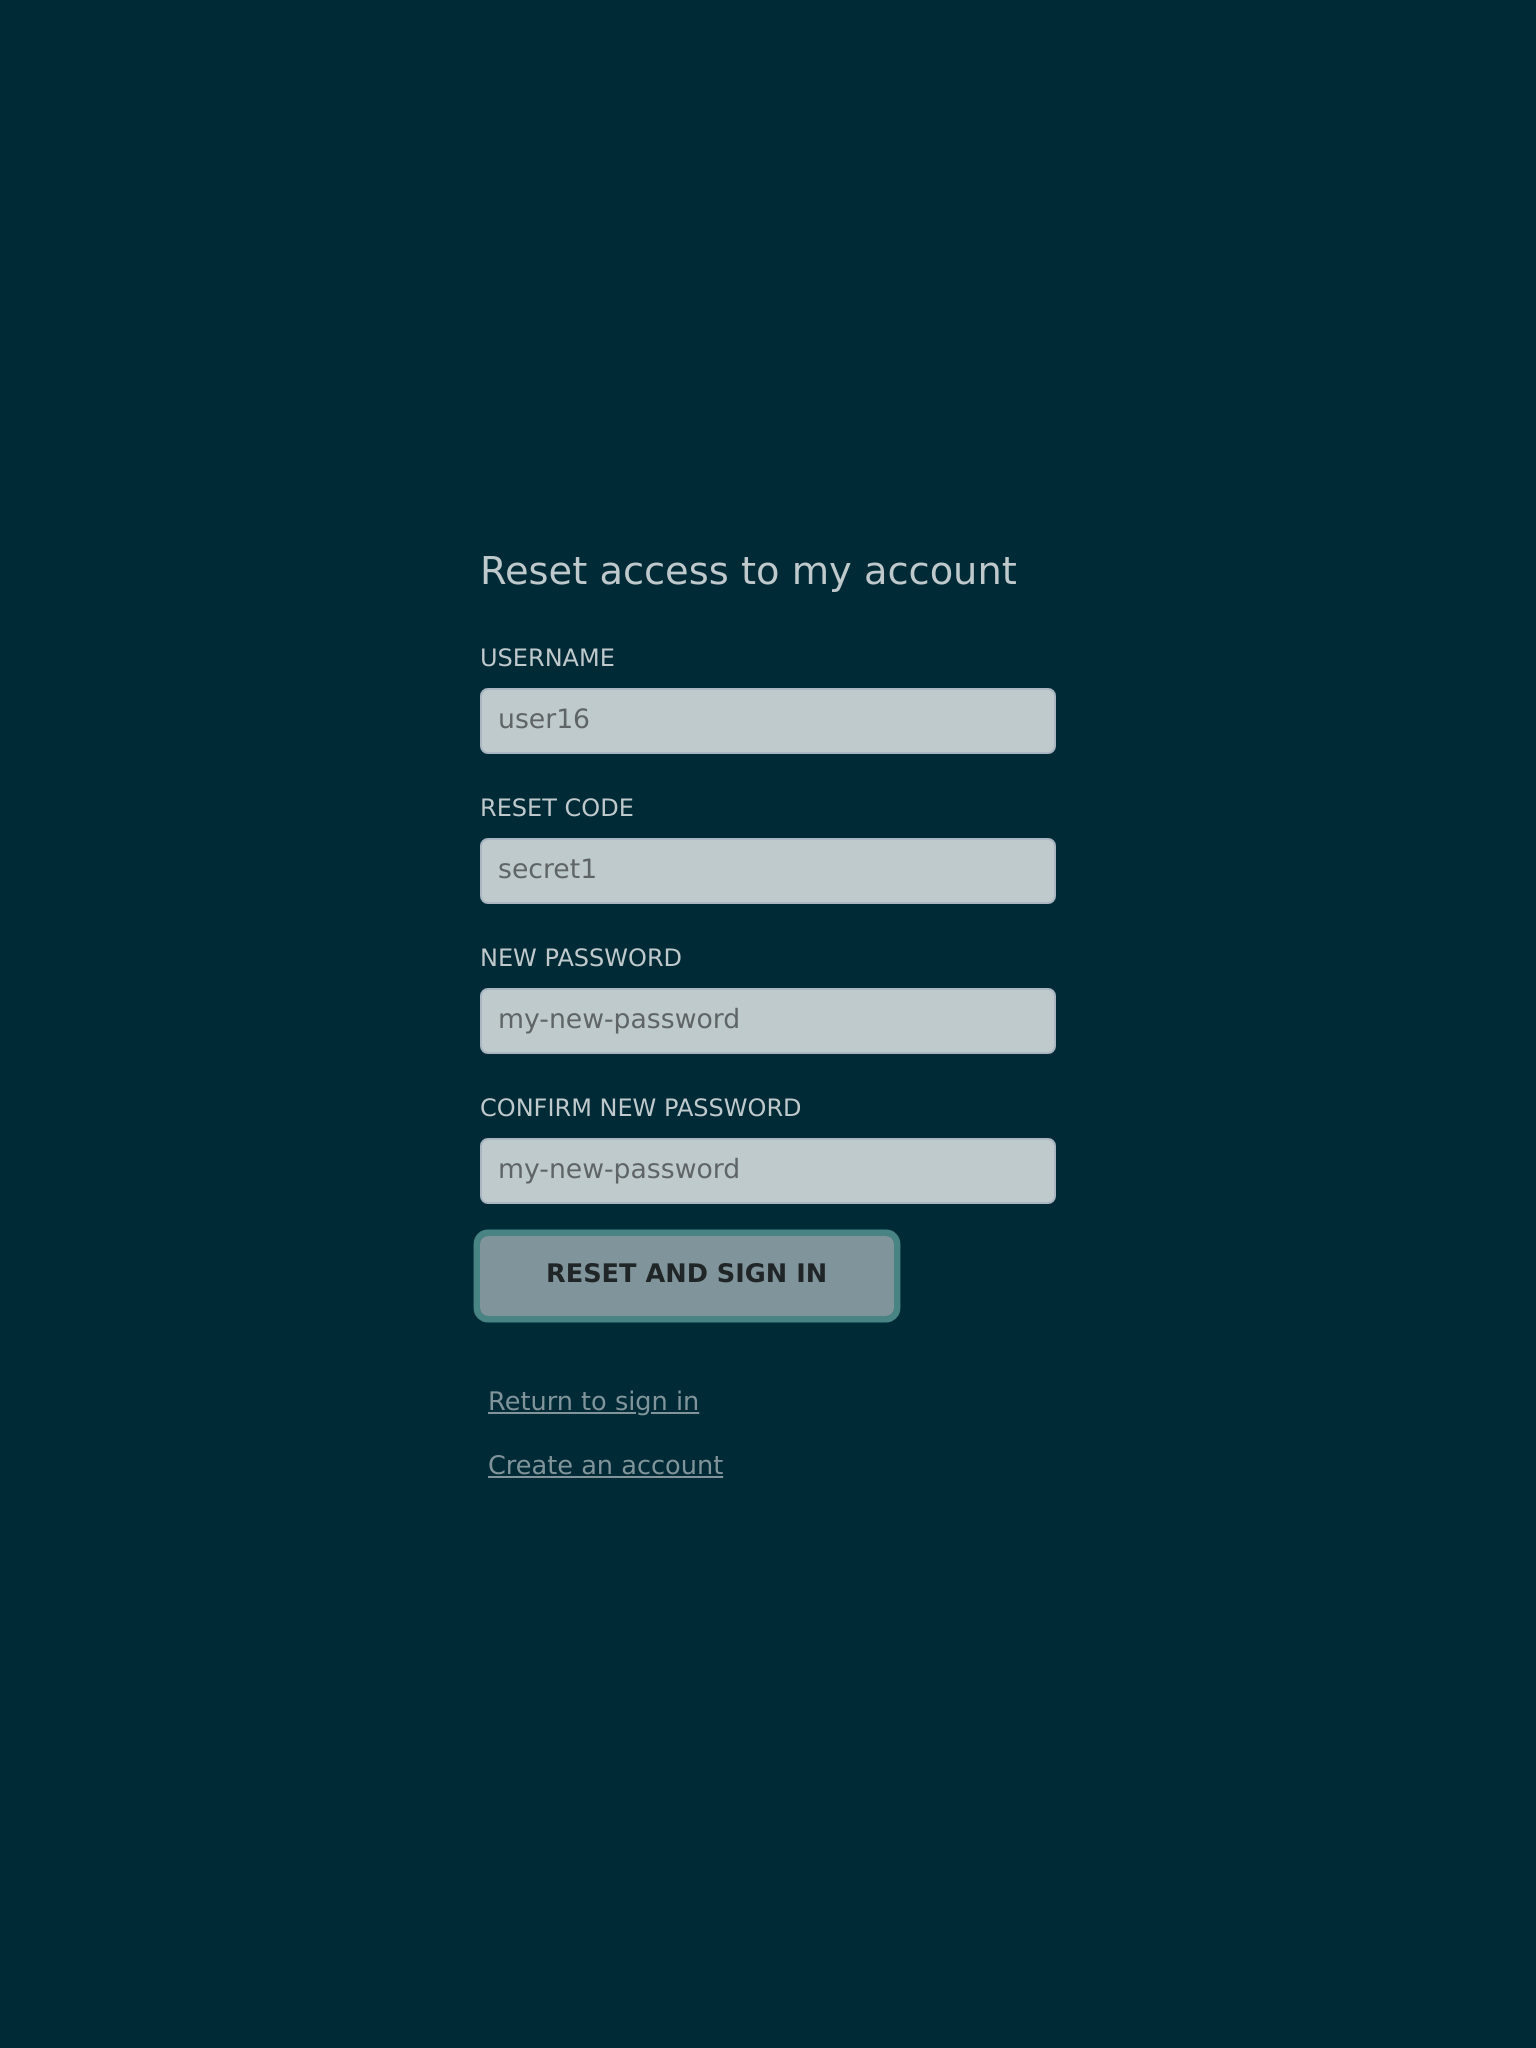 Reset access to my account
USERNAME
user16
RESET CODE
secret1
NEW PASSWORD
my-new-password
CONFIRM NEW PASSWORD
my-new-password
RESET AND SIGN IN
Return to sign in
Create an account